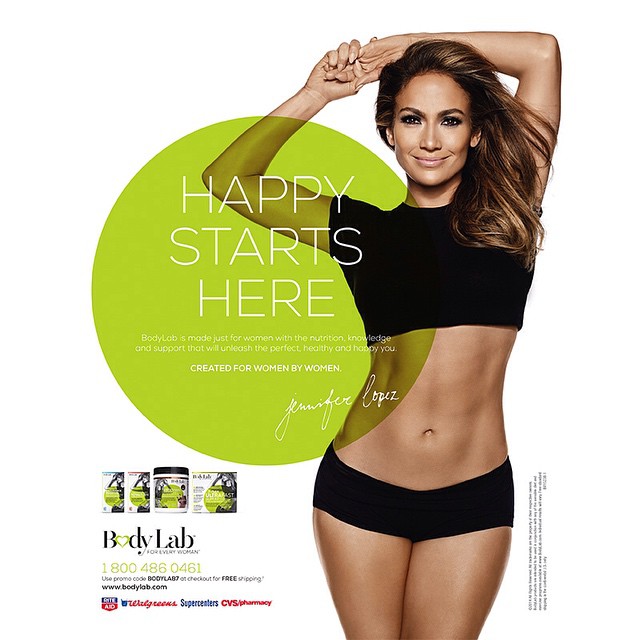 HAPPY
STARTS
HERE
BodyLab is made just for women with the nutrition, knowledge
and support that will unleash the perfect, healthy and happy you.
CREATED FOR WOMEN BY WOMEN.
Jennifer Lopez
BodyLab
ULTRAFAST
BodyLab
FOR EVERY WOMAN
1 800 486 0461
Use promo code BODYLAB7 at checkout for FREE shipping.
www.bodylab.com
RITE
AID
Walgreens Supercenters CVS/pharmacy